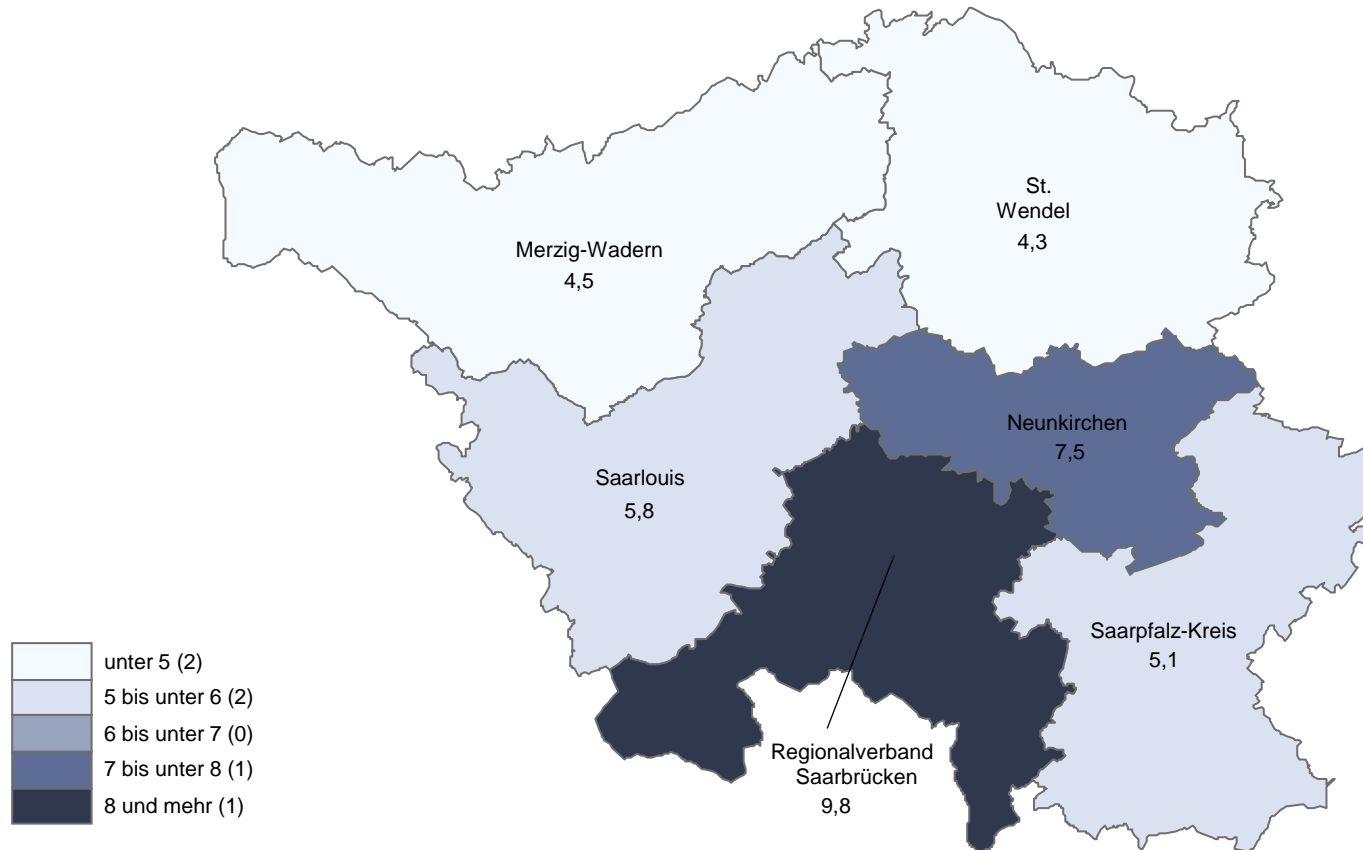 St.
Wendel
4,3
Merzig-Wadern
4,5
Neunkirchen
7,5
Saarlouis
5,8
Saarpfalz-Kreis
5,1
Regionalverband
Saarbrücken
9,8
unter 5 (2)
5 bis unter 6 (2)
6 bis unter 7 (0)
7 bis unter 8 (1)
8 und mehr (1)